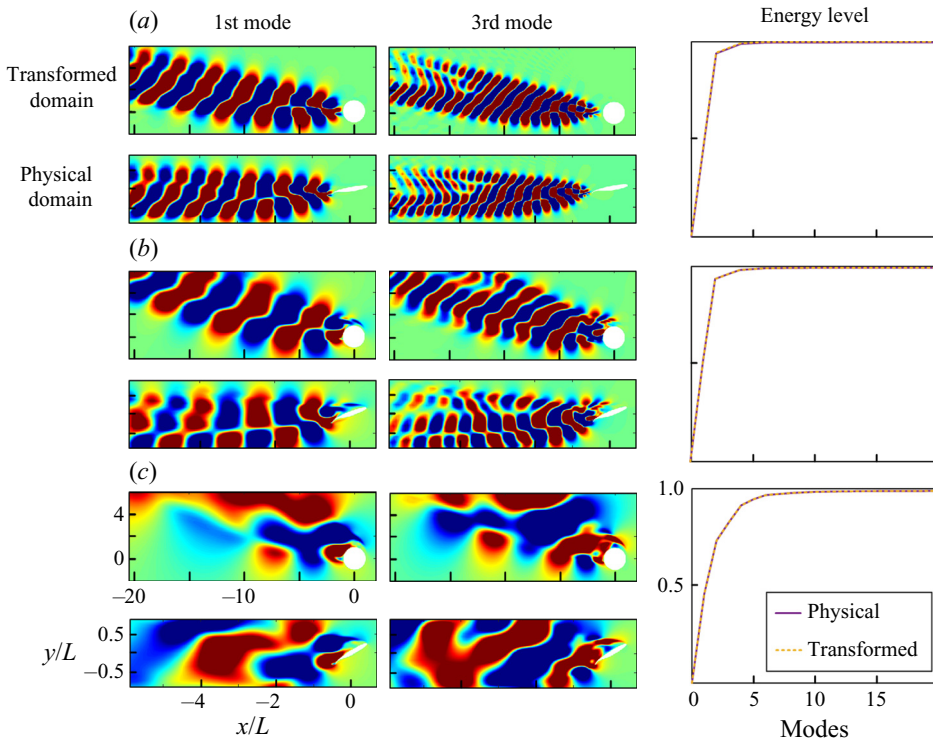 (a)
1st mode
3rd mode
Energy level
Transformed
domain
Physical
domain
(b)
(c)
4
0
–20
–10
0
1.0
0.5
Physical
Transformed
y/L
0.5
–0.5
–4
–2
0
x/L
0
5
10
15
Modes